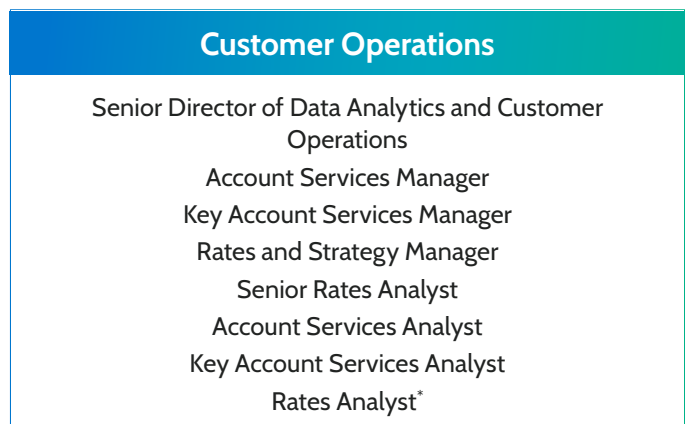 Customer Operations
Senior Director of Data Analytics and Customer
Operations
Account Services Manager
Key Account Services Manager
Rates and Strategy Manager
Senior Rates Analyst
Account Services Analyst
Key Account Services Analyst
Rates Analyst*